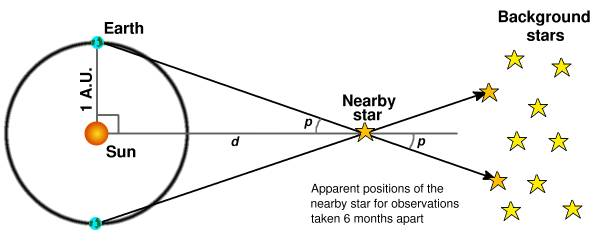 Background
stars
Earth
1 A.U.
Nearby
star
p
p
d
Sun
Apparent positions of the
nearby star for observations
taken 6 months apart